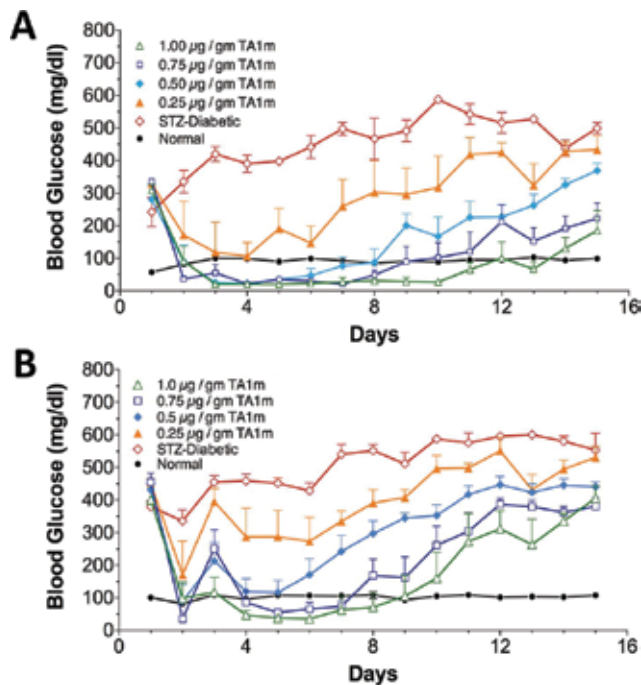 A
Blood Glucose (mg/dl)
800
700
600
500
400
300
200
100
0
1.00 µg / gm TA1m
0.75 µg / gm TA1m
0.50 µg / gm TA1m
0.25 µg / gm TA1m
STZ-Diabetic
Normal
0 4 8 12 16
Days
B
Blood Glucose (mg/dl)
800
700
600
500
400
300
200
100
0
1.0 µg / gm TA1m
0.75 µg / gm TA1m
0.5 µg / gm TA1m
0.25 µg / gm TA1m
STZ-Diabetic
Normal
0 4 8 12 16
Days